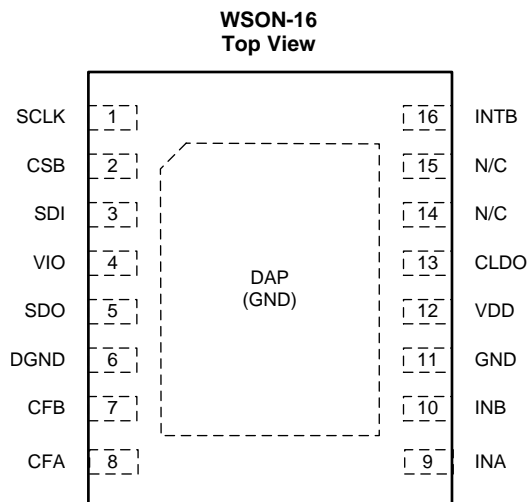 WSON-16
Top View
SCLK 1 16 INTB
CSB 2 15 N/C
SDI 3 14 N/C
VIO 4 13 CLDO
DAP
(GND)
SDO 5 12 VDD
DGND 6 11 GND
CFB 7 10 INB
CFA 8 9 INA